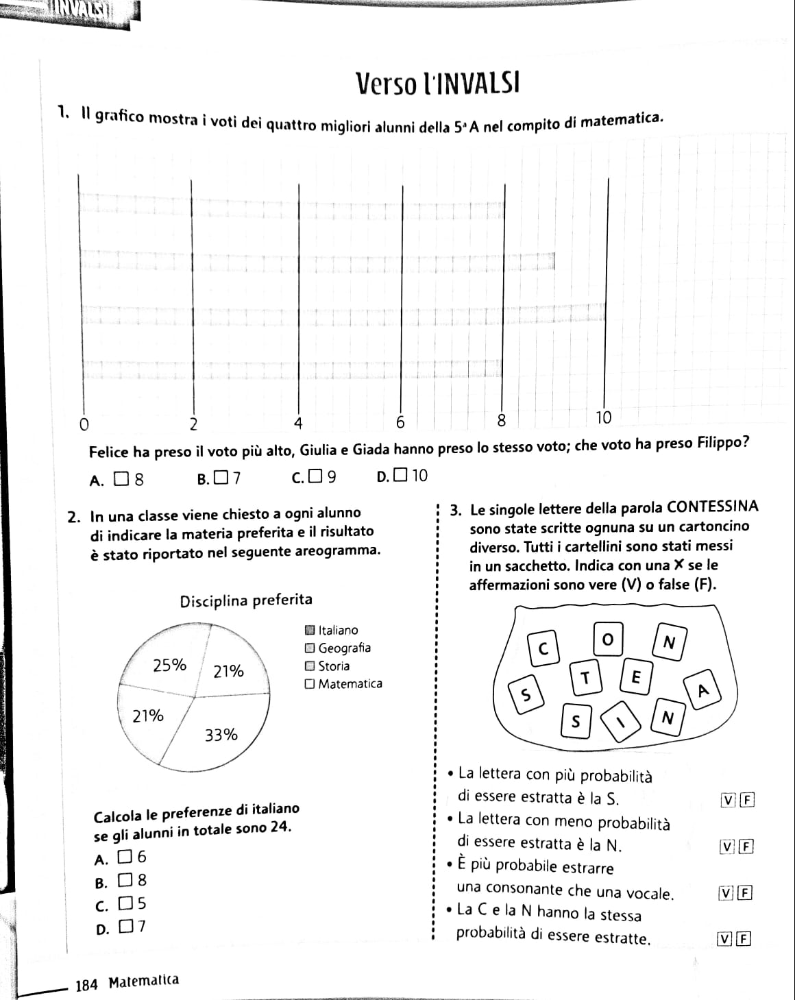 INVALSI
Verso l'INVALSI
1. Il grafico mostra i voti dei quattro migliori alunni della 5ª A nel compito di matematica.
0 2 4 6 8 10
Felice ha preso il voto più alto, Giulia e Giada hanno preso lo stesso voto; che voto ha preso Filippo?
A. 8 B. 7 C. 9 D. 10
2. In una classe viene chiesto a ogni alunno
di indicare la materia preferita e il risultato
è stato riportato nel seguente areogramma.
Disciplina preferita
25% 21%
21%
33%
Italiano
Geografia
Storia
Matematica
Calcola le preferenze di italiano
se gli alunni in totale sono 24.
A. 6
B. 8
C. 5
D. 7
3. Le singole lettere della parola CONTESSINA
sono state scritte ognuna su un cartoncino
diverso. Tutti i cartellini sono stati messi
in un sacchetto. Indica con una X se le
affermazioni sono vere (V) o false (F).
C O N
S T E A
S I N
• La lettera con più probabilità
di essere estratta è la S. V F
• La lettera con meno probabilità
di essere estratta è la N. V F
• È più probabile estrarre
una consonante che una vocale. V F
• La C e la N hanno la stessa
probabilità di essere estratte. V F
184 Matematica